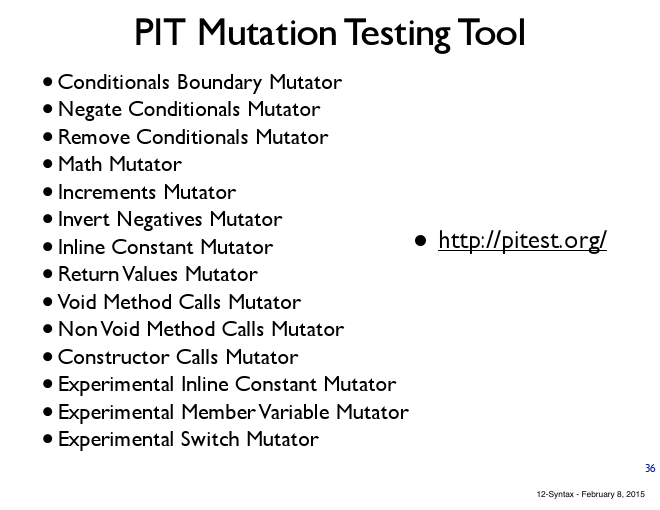 PIT Mutation Testing Tool
• Conditionals Boundary Mutator
• Negate Conditionals Mutator
• Remove Conditionals Mutator
• Math Mutator
• Increments Mutator
• Invert Negatives Mutator
• Inline Constant Mutator
• Return Values Mutator
• Void Method Calls Mutator
• Non Void Method Calls Mutator
• Constructor Calls Mutator
• Experimental Inline Constant Mutator
• Experimental Member Variable Mutator
• Experimental Switch Mutator
• http://pitest.org/
36
12-Syntax - February 8, 2015